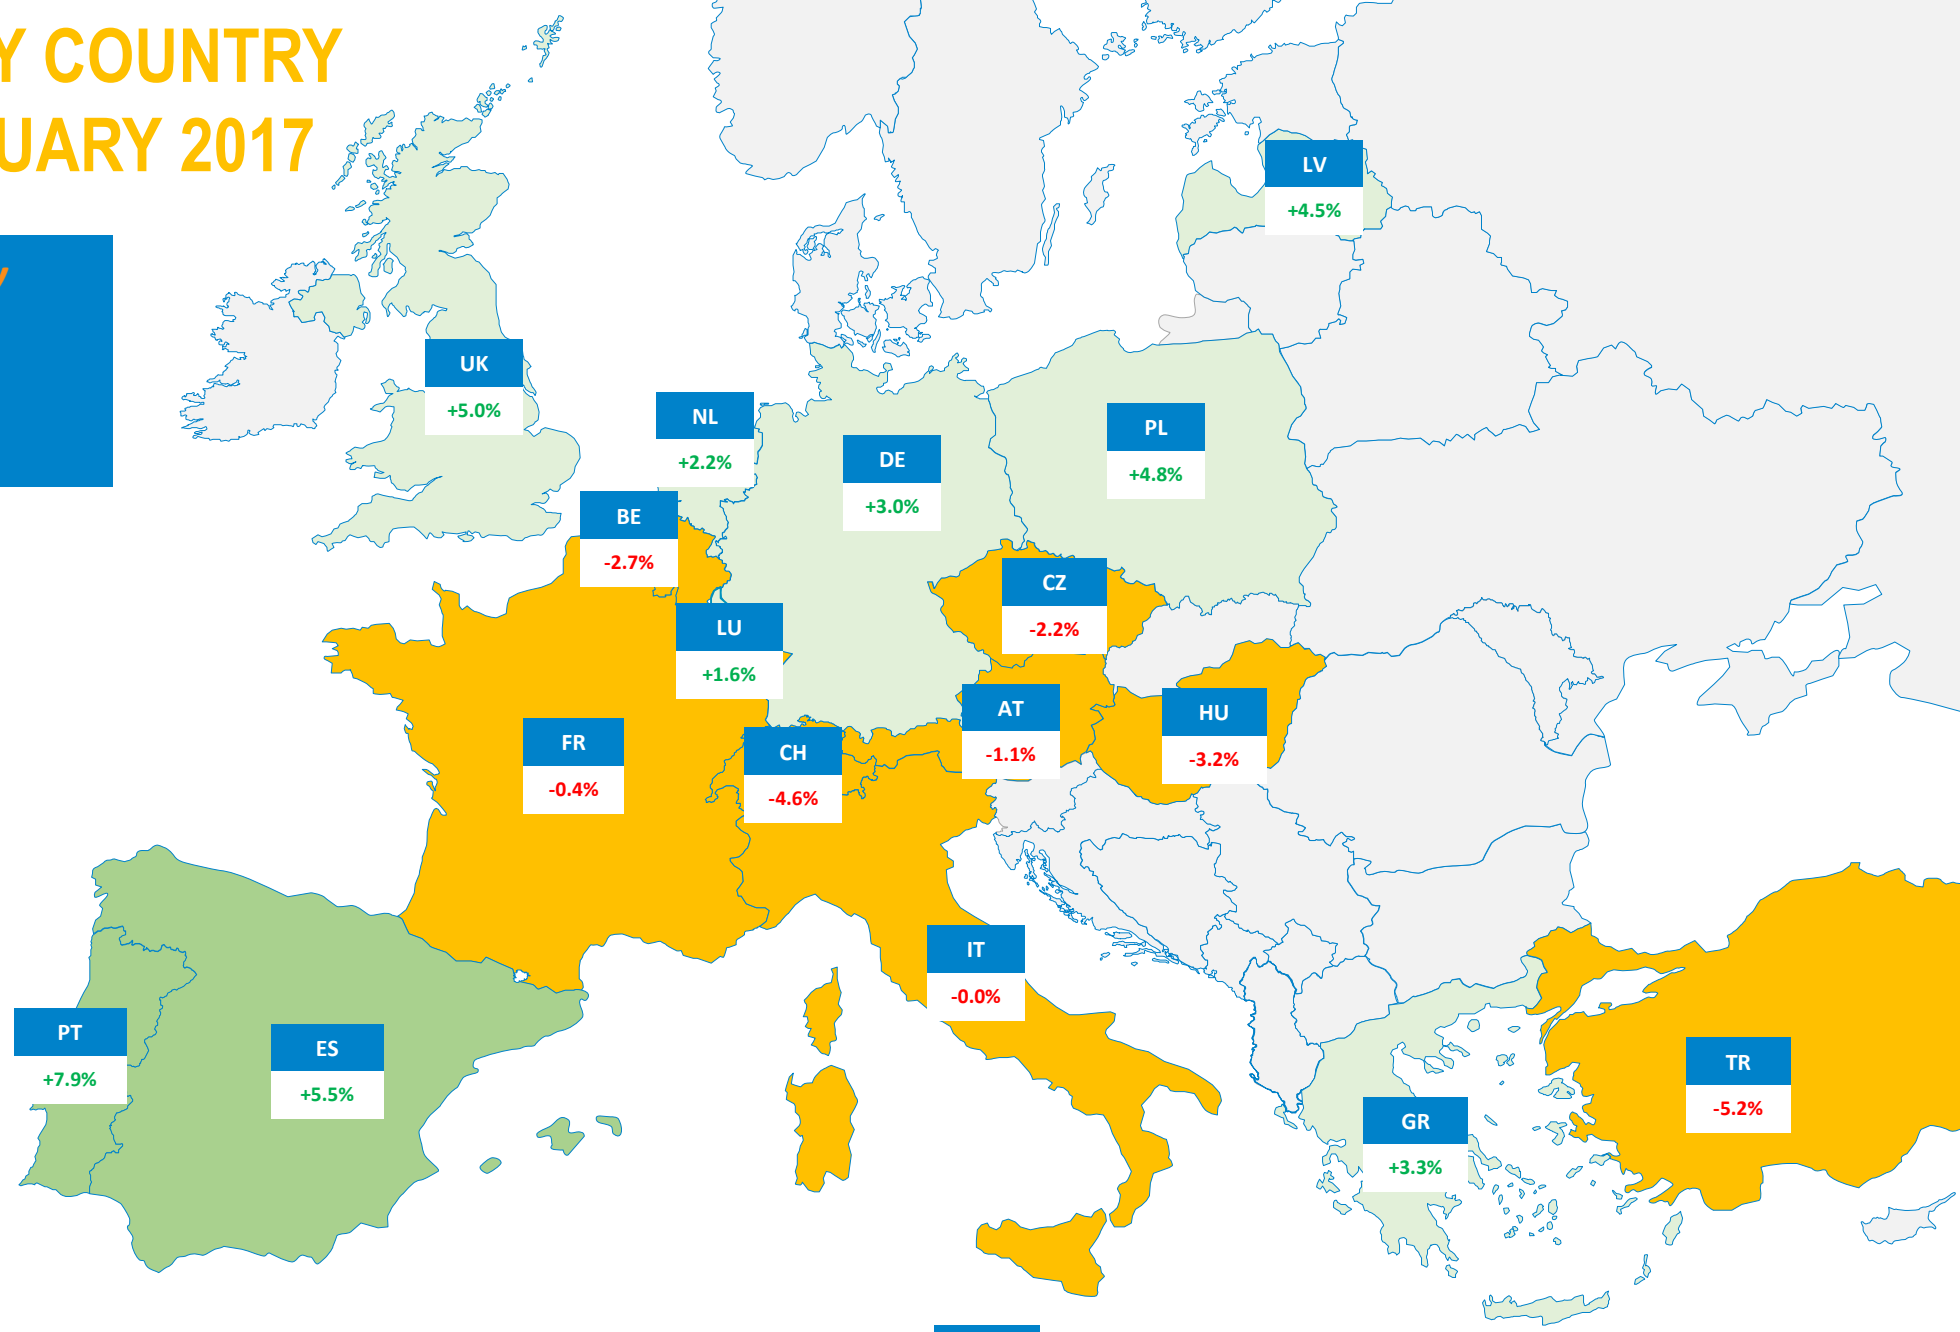 Y COUNTRY
UARY 2017
LV
+4.5%
UK
+5.0%
NL
+2.2%
PL
+4.8%
DE
+3.0%
BE
-2.7%
CZ
-2.2%
LU
+1.6%
AT
-1.1%
HU
-3.2%
FR
-0.4%
CH
-4.6%
IT
-0.0%
PT
+7.9%
ES
+5.5%
TR
-5.2%
GR
+3.3%